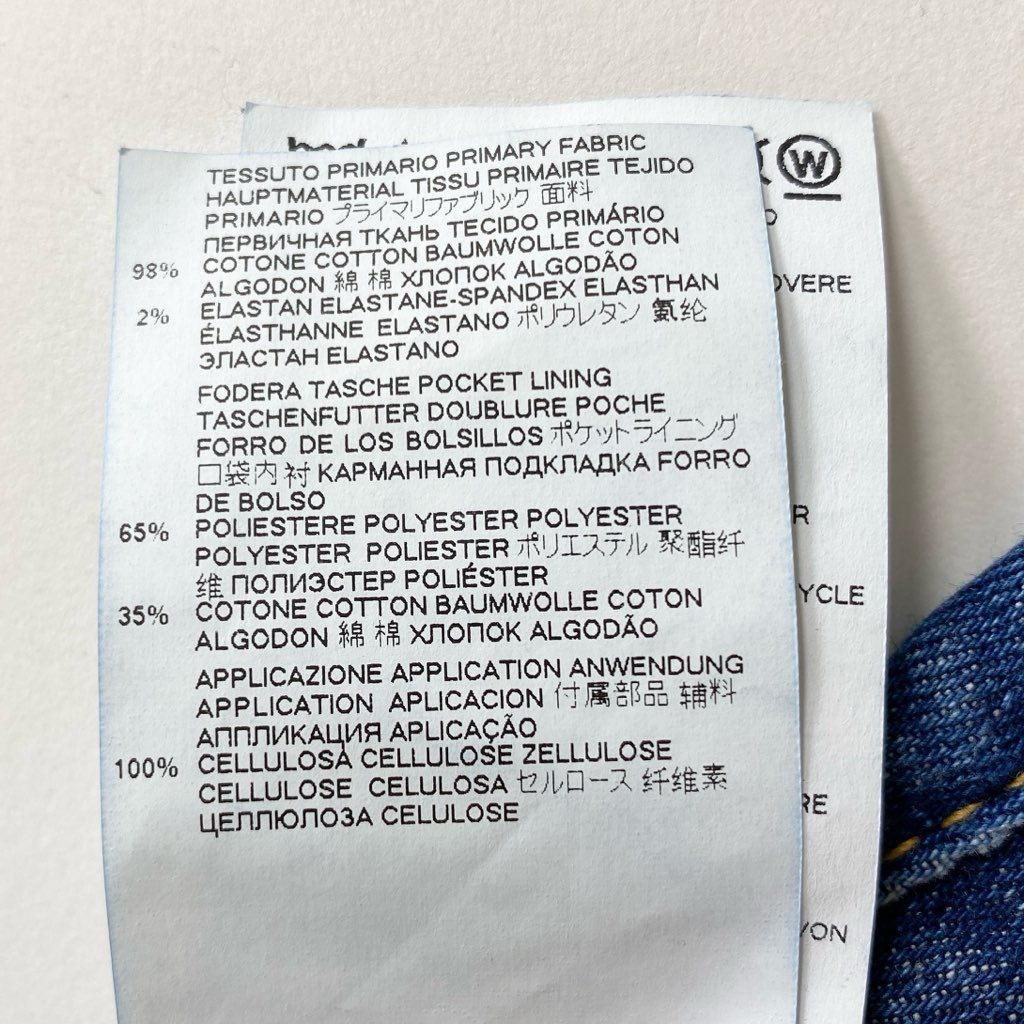 W
TESSUTO PRIMARIO PRIMARY FABRIC
HAUPTMATERIAL TISSU PRIMAIRE TEJIDO
PRIMARIO プライマリファブリック 面料
ПЕРВИЧНАЯ ТКАНЬ TECIDO PRIMÁRIO
98% COTONE COTTON BAUMWOLLE COTON
ALGODON 綿 棉 ХЛОПОК ALGODÃO
2% ELASTAN ELASTANE-SPANDEX ELASTHAN
ÉLASTHANNE ELASTANO ポリウレタン 氨纶
ЭЛАСТАН ELASTANO
FODERA TASCHE POCKET LINING
TASCHENFUTTER DOUBLURE POCHE
FORRO DE LOS BOLSILLOS ポケットライニング
口袋内衬 КАРМАННАЯ ПОДКЛАДКА FORRO
DE BOLSO
65% POLIESTERE POLYESTER POLYESTER
POLYESTER POLIESTER ポリエステル 聚酯纤
维 ПОЛИЭСТЕР POLIÉSTER
35% COTONE COTTON BAUMWOLLE COTON
ALGODON 綿 棉 ХЛОПОК ALGODÃO
APPLICAZIONE APPLICATION ANWENDUNG
APPLICATION APLICACION 付属部品 辅料
АППЛИКАЦИЯ APLICAÇÃO
100% CELLULOSA CELLULOSE ZELLULOSE
CELLULOSE CELULOSA セルロース 纤维素
ЦЕЛЛЮЛОЗА CELULOSE
OVERE
R
YCLE
RE
/ON